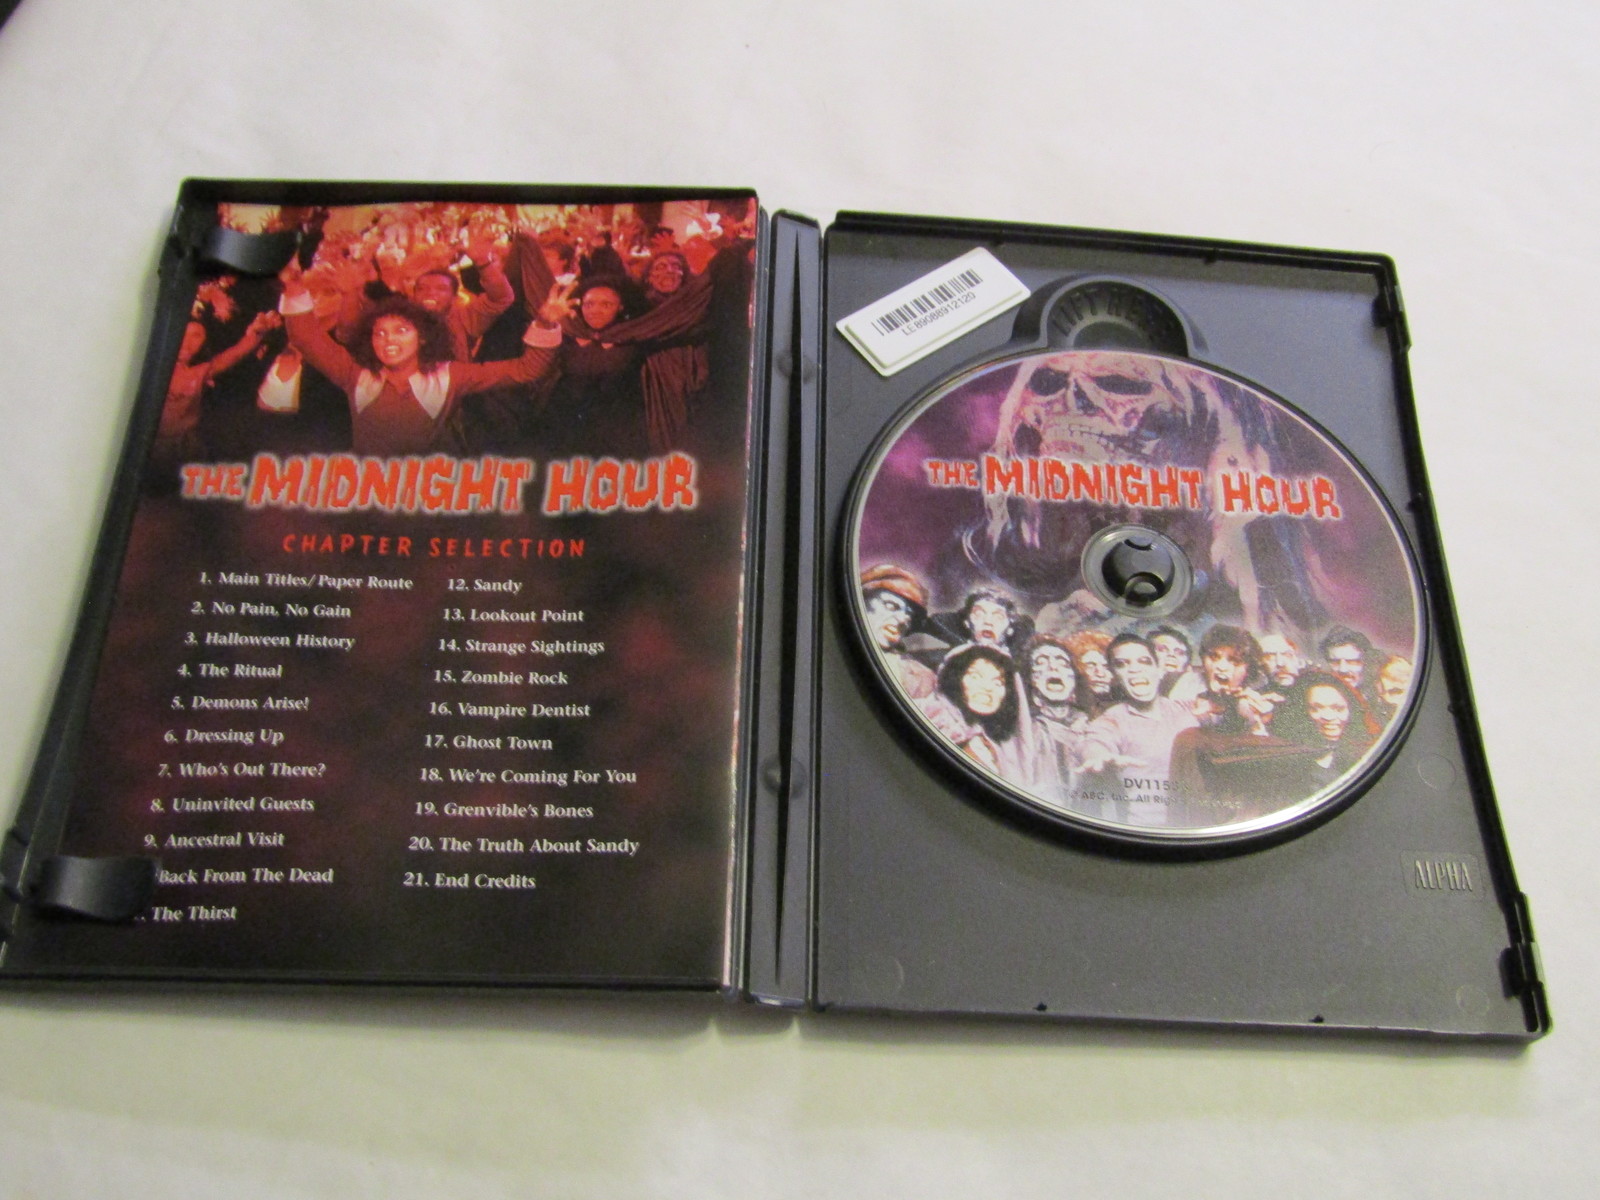 THE MIDNIGHT HOUR
CHAPTER SELECTION
1. Main Titles/Paper Route
2. No Pain, No Gain
3. Halloween History
4. The Ritual
5. Demons Arise!
6. Dressing Up
7. Who's Out There?
8. Uninvited Guests
9. Ancestral Visit
Back From The Dead
The Thirst
12. Sandy
13. Lookout Point
14. Strange Sightings
15. Zombie Rock
16. Vampire Dentist
17. Ghost Town
18. We're Coming For You
19. Grenvible's Bones
20. The Truth About Sandy
21. End Credits
LE89088912120
THE MIDNIGHT HOUR
ABC, Inc. All
ALPHA